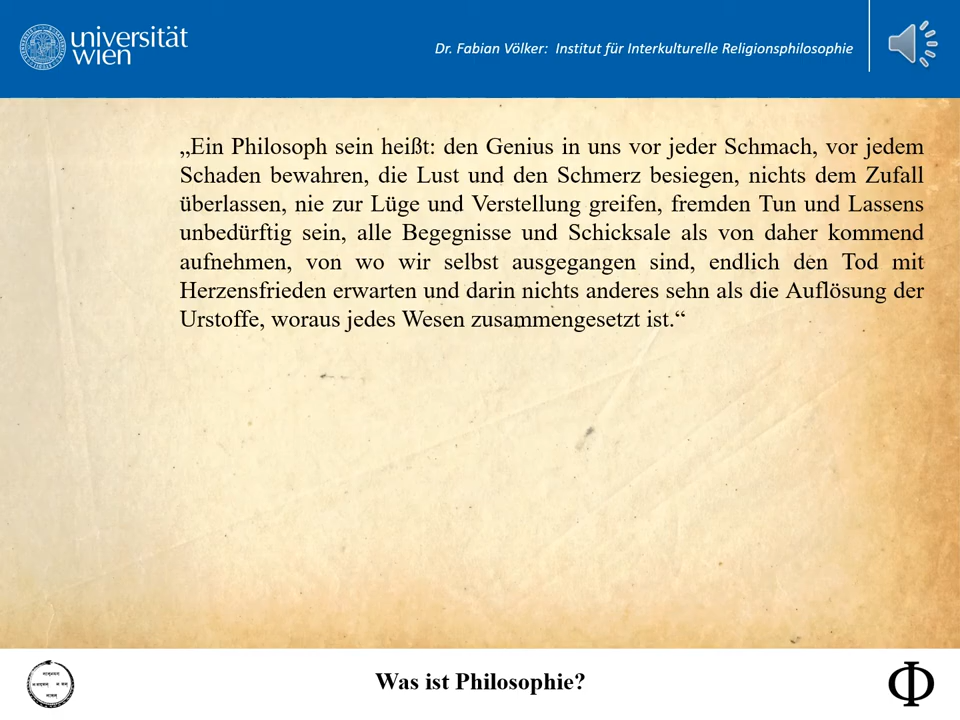 universität
wien
Dr. Fabian Völker: Institut für Interkulturelle Religionsphilosophie
„Ein Philosoph sein heißt: den Genius in uns vor jeder Schmach, vor jedem
Schaden bewahren, die Lust und den Schmerz besiegen, nichts dem Zufall
überlassen, nie zur Lüge und Verstellung greifen, fremden Tun und Lassens
unbedürftig sein, alle Begegnisse und Schicksale als von daher kommend
aufnehmen, von wo wir selbst ausgegangen sind, endlich den Tod mit
Herzensfrieden erwarten und darin nichts anderes sehn als die Auflösung der
Urstoffe, woraus jedes Wesen zusammengesetzt ist.“
Was ist Philosophie?
Φ